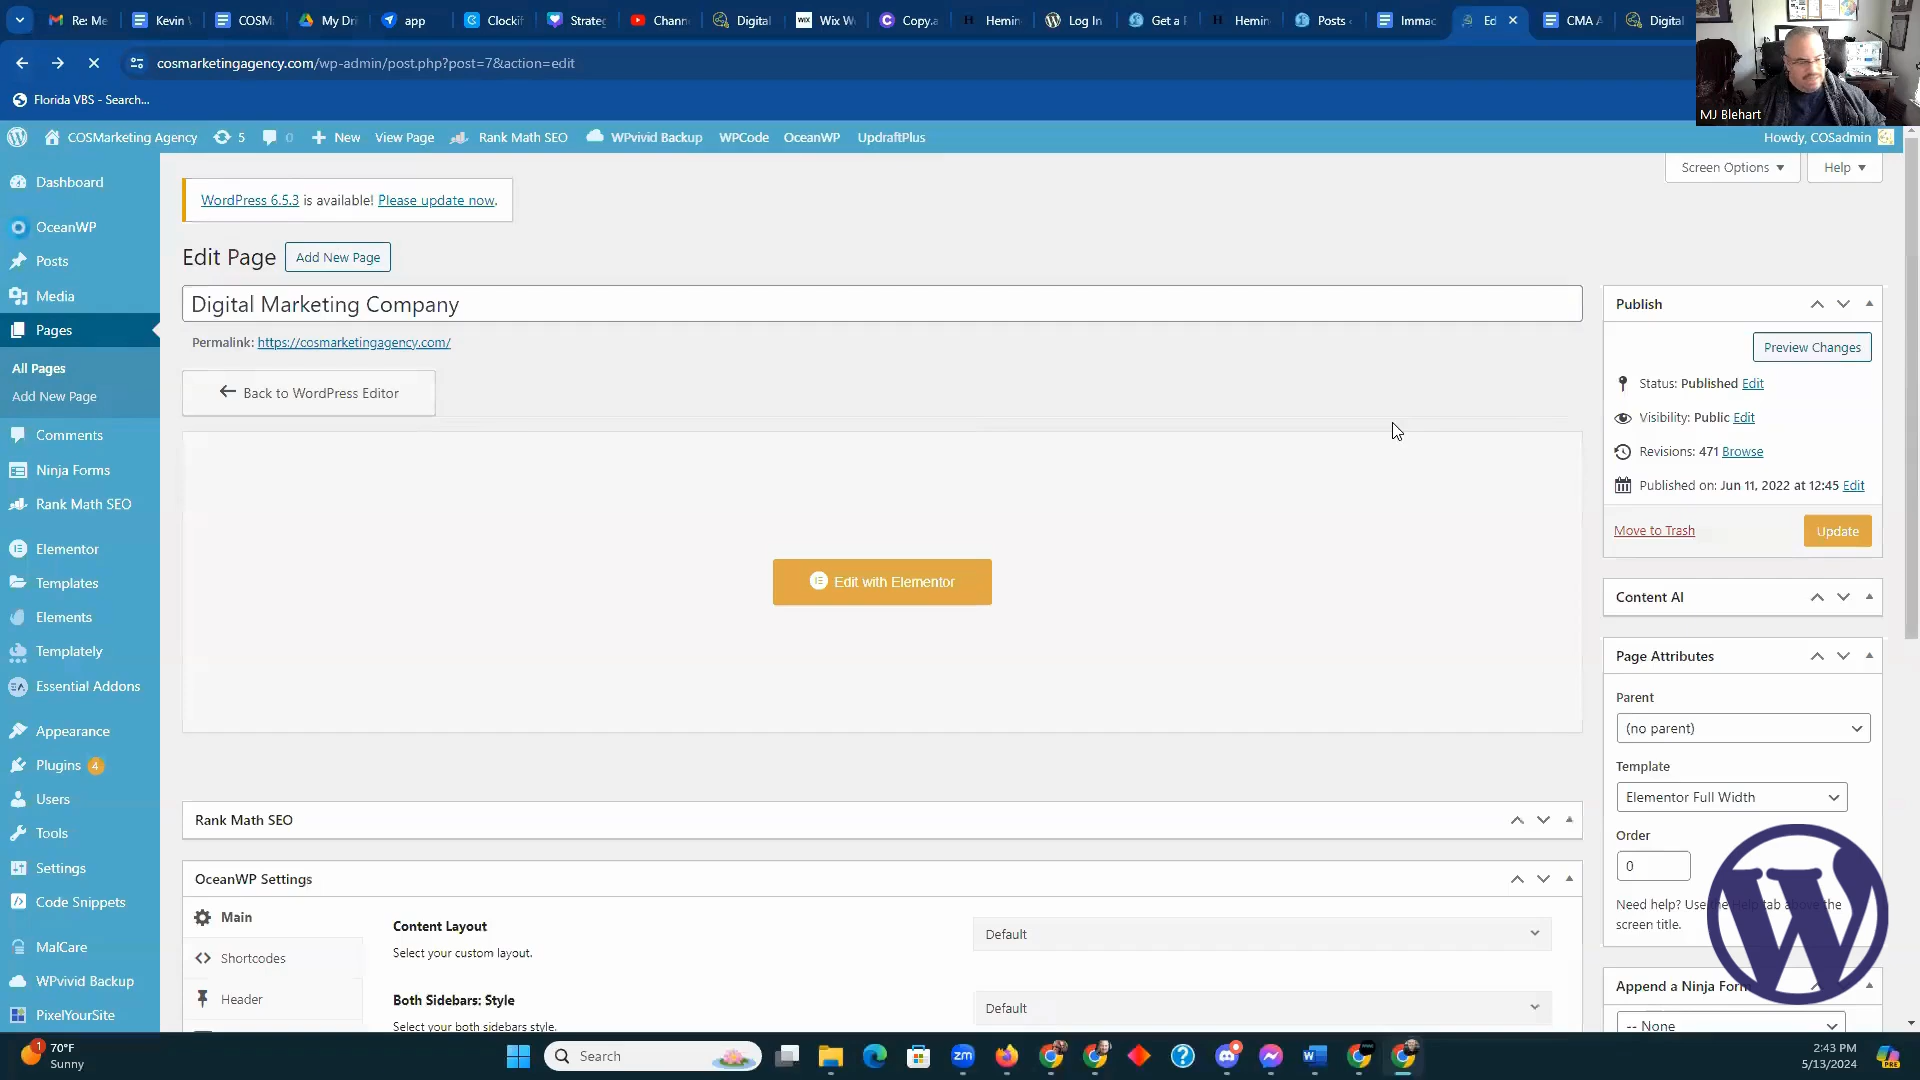 Re: Me
Kevin
COSM
My Dri
app
Clockif
Strateg
Chann
Digital
Wix W
Copy.a
Hemin
Log In
Get a
Hemin
Posts
Immac
Ed
CMA A
Digital
cosmarketingagency.com/wp-admin/post.php?post=7&action=edit
Florida VBS - Search...
MJ Blehart
COSMarketing Agency 5 0 New View Page Rank Math SEO WPvivid Backup WPCode OceanWP UpdraftPlus Howdy, COSadmin
Screen Options Help
Dashboard
OceanWP
Posts
Media
Pages
All Pages
Add New Page
Comments
Ninja Forms
Rank Math SEO
Elementor
Templates
Elements
Templately
Essential Addons
Appearance
Plugins 4
Users
Tools
Settings
Code Snippets
MalCare
WPvivid Backup
PixelYourSite
WordPress 6.5.3 is available! Please update now.
Edit Page Add New Page
Digital Marketing Company
Permalink: https://cosmarketingagency.com/
Back to WordPress Editor
Edit with Elementor
Rank Math SEO
OceanWP Settings
Main
Shortcodes
Header
Content Layout
Select your custom layout.
Default
Both Sidebars: Style
Select your both sidebars style.
Default
Publish
Preview Changes
Status: Published Edit
Visibility: Public Edit
Revisions: 471 Browse
Published on: Jun 11, 2022 at 12:45 Edit
Move to Trash Update
Content AI
Page Attributes
Parent
(no parent)
Template
Elementor Full Width
Order
0
Need help? Use the Help tab above the
screen title.
Append a Ninja Form
-- None
1
70°F
Sunny
Search
zm
2:43 PM
5/13/2024
PRE